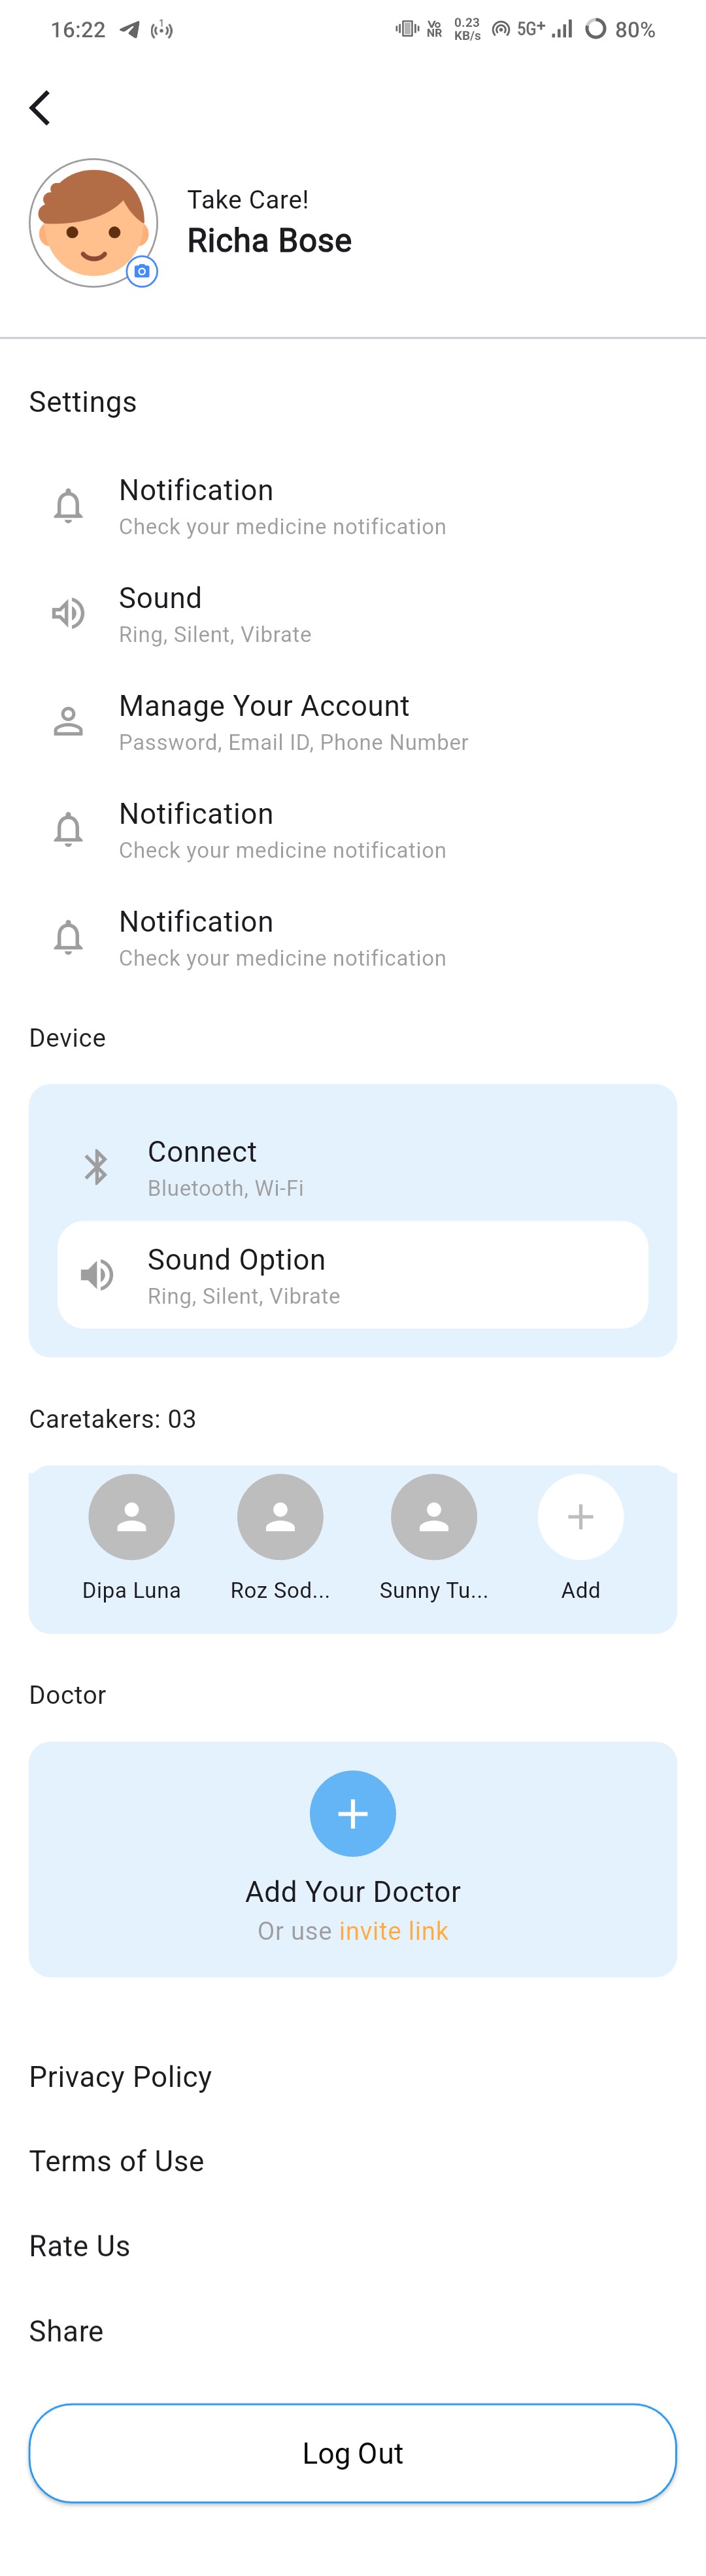 16:22 1 Vo NR 0.23 KB/s 5G+ 80%
Take Care!
Richa Bose
Settings
Notification
Check your medicine notification
Sound
Ring, Silent, Vibrate
Manage Your Account
Password, Email ID, Phone Number
Notification
Check your medicine notification
Notification
Check your medicine notification
Device
Connect
Bluetooth, Wi-Fi
Sound Option
Ring, Silent, Vibrate
Caretakers: 03
Dipa Luna Roz Sod... Sunny Tu... Add
Doctor
Add Your Doctor
Or use invite link
Privacy Policy
Terms of Use
Rate Us
Share
Log Out